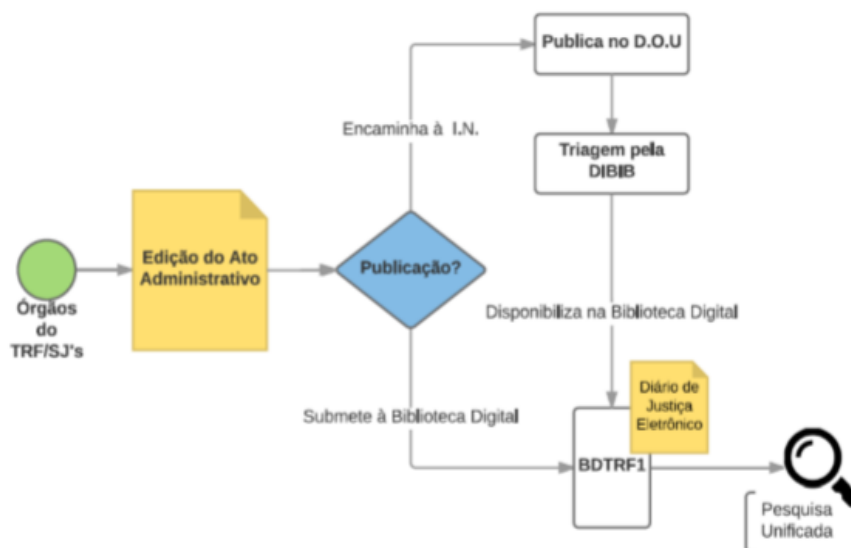 Publica no D.O.U
Encaminha à I.N.
Triagem pela
DIBIB
Edição do Ato
Administrativo
Publicação?
Órgãos
do
TRF/SJ's
Disponibiliza na Biblioteca Digital
Diário de
Justiça
Eletrônico
Submete à Biblioteca Digital
BDTRF1
Pesquisa
Unificada